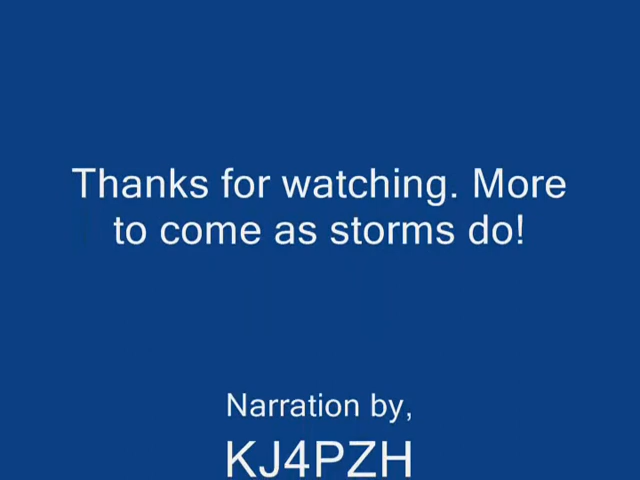 Thanks for watching. More
to come as storms do!
Narration by,
KJ4PZH